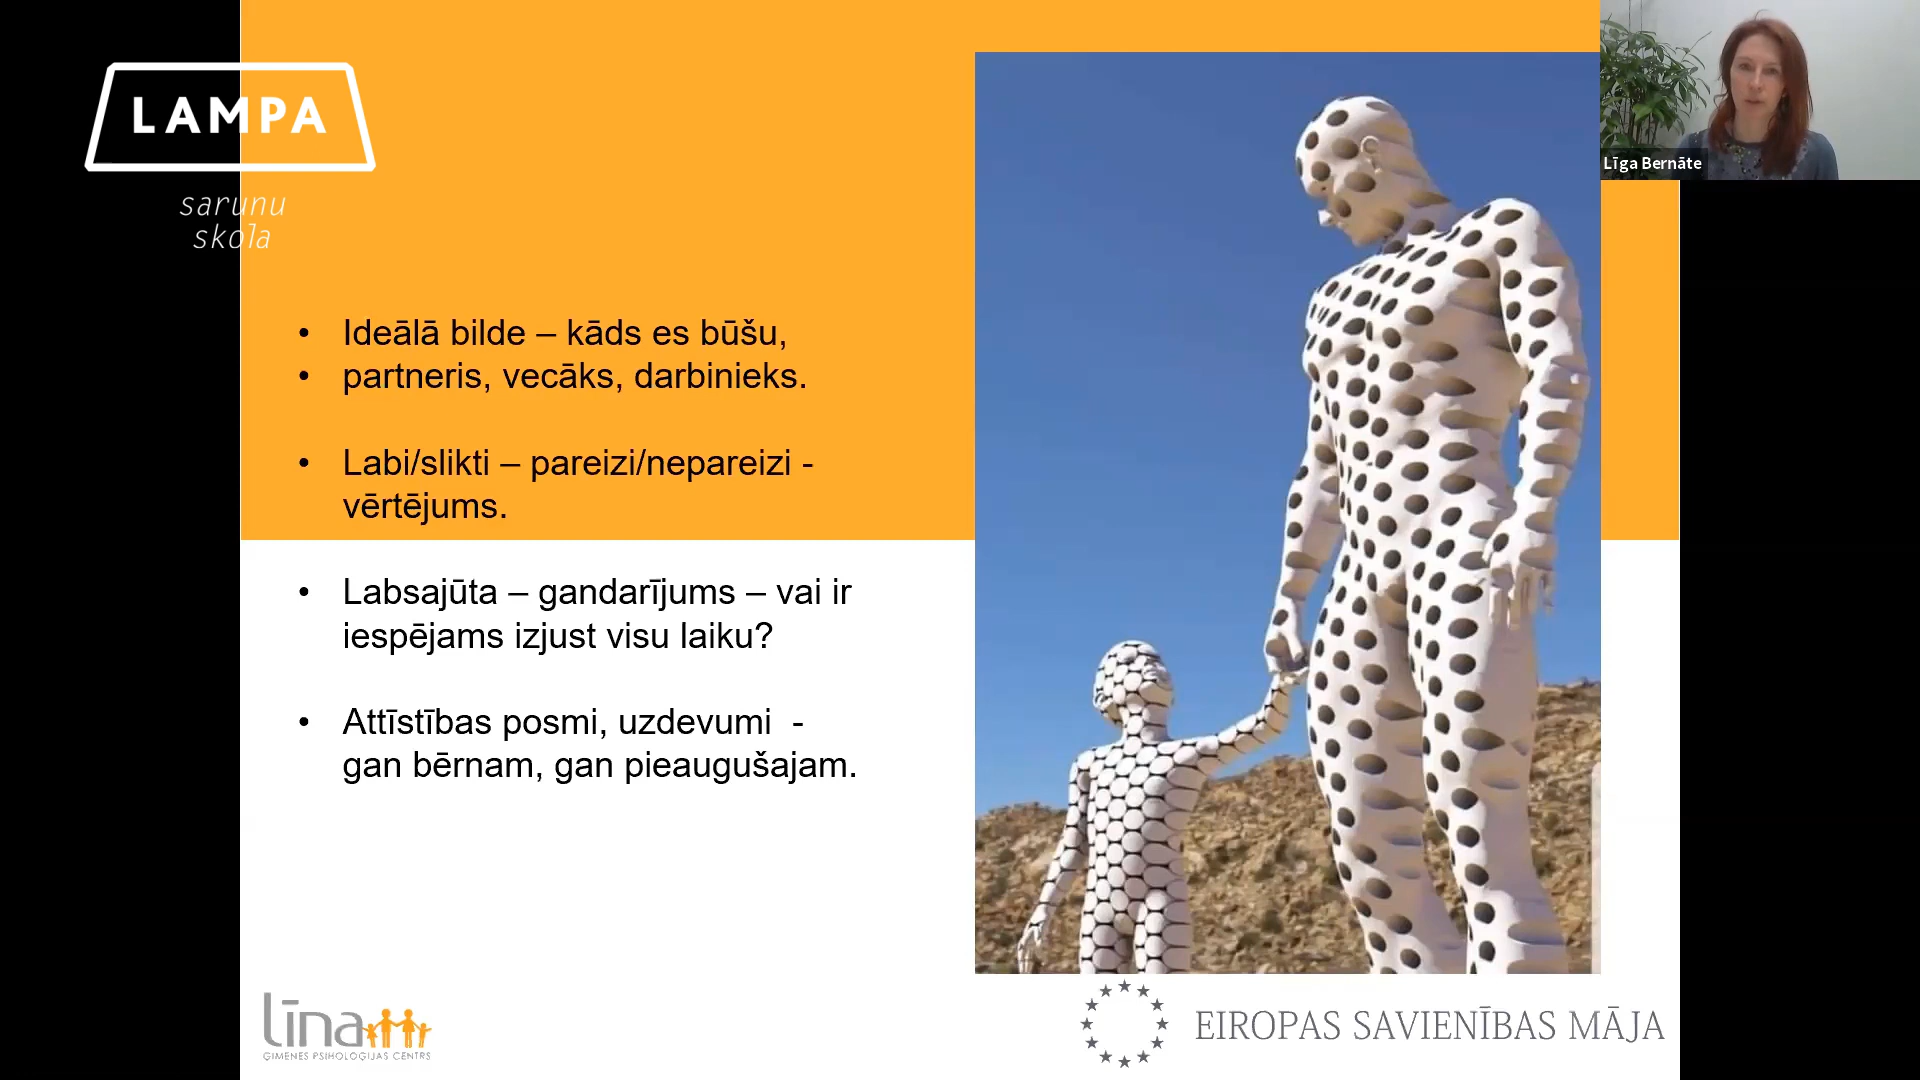 LAMPA
sarunu
skola
Līga Bernāte
• Ideālā bilde – kāds es būšu,
• partneris, vecāks, darbinieks.
• Labi/slikti – pareizi/nepareizi -
vērtējums.
• Labsajūta – gandarījums – vai ir
iespējams izjust visu laiku?
• Attīstības posmi, uzdevumi -
gan bērnam, gan pieaugušajam.
līna
ĢIMENES PSIHOLOĢIJAS CENTRS
EIROPAS SAVIENĪBAS MĀJA